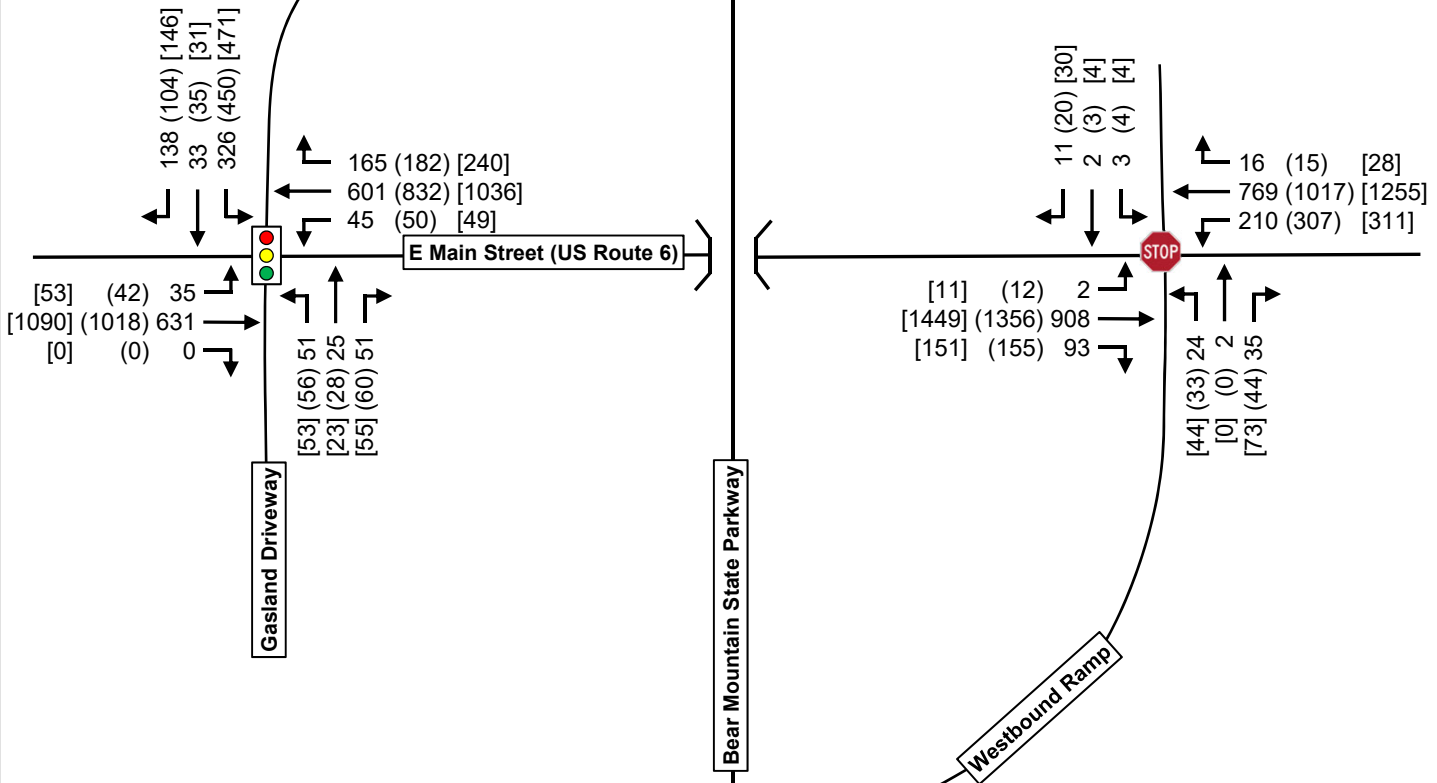 138 (104) [146]
33 (35) [31]
326 (450) [471]
165 (182) [240]
601 (832) [1036]
45 (50) [49]
E Main Street (US Route 6)
[53] (42) 35
[1090] (1018) 631
[0] (0) 0
[53] (56) 51
[23] (28) 25
[55] (60) 51
Gasland Driveway
Bear Mountain State Parkway
11 (20) [30]
2 (3) [4]
3 (4) [4]
16 (15) [28]
769 (1017) [1255]
210 (307) [311]
STOP
[11] (12) 2
[1449] (1356) 908
[151] (155) 93
[44] (33) 24
[0] (0) 2
[73] (44) 35
Westbound Ramp